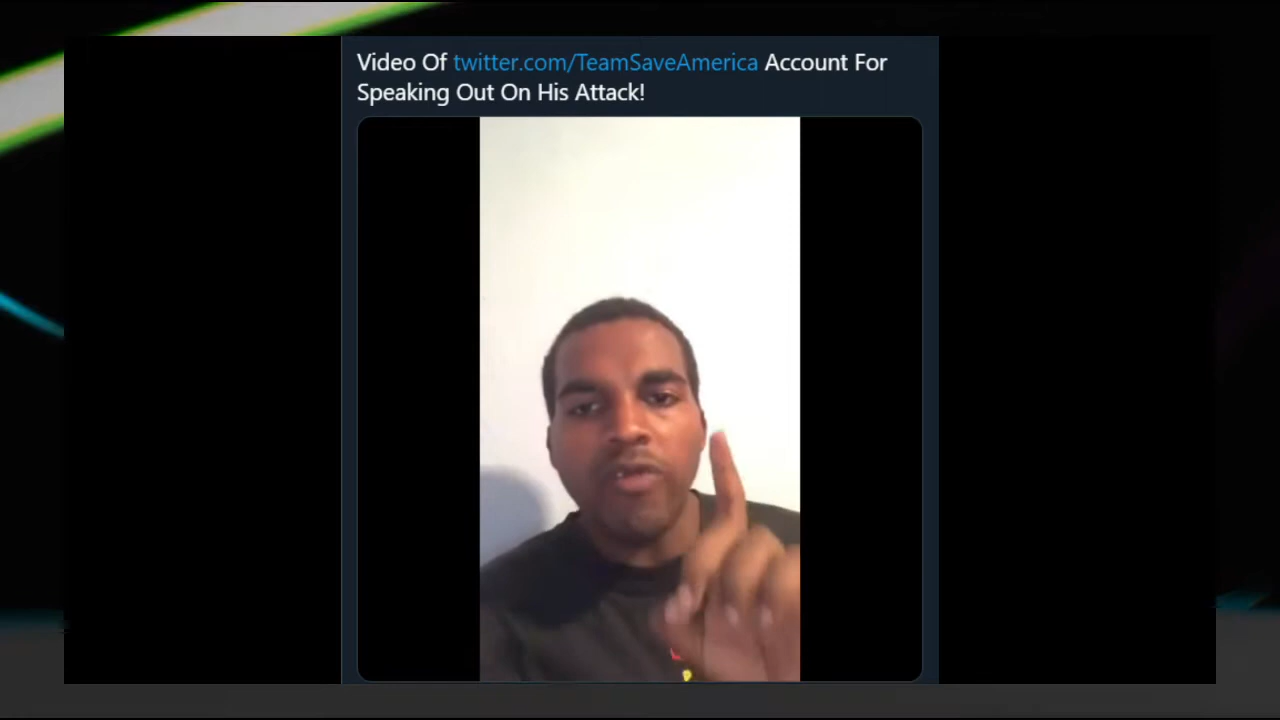 Video Of twitter.com/TeamSaveAmerica Account For
Speaking Out On His Attack!